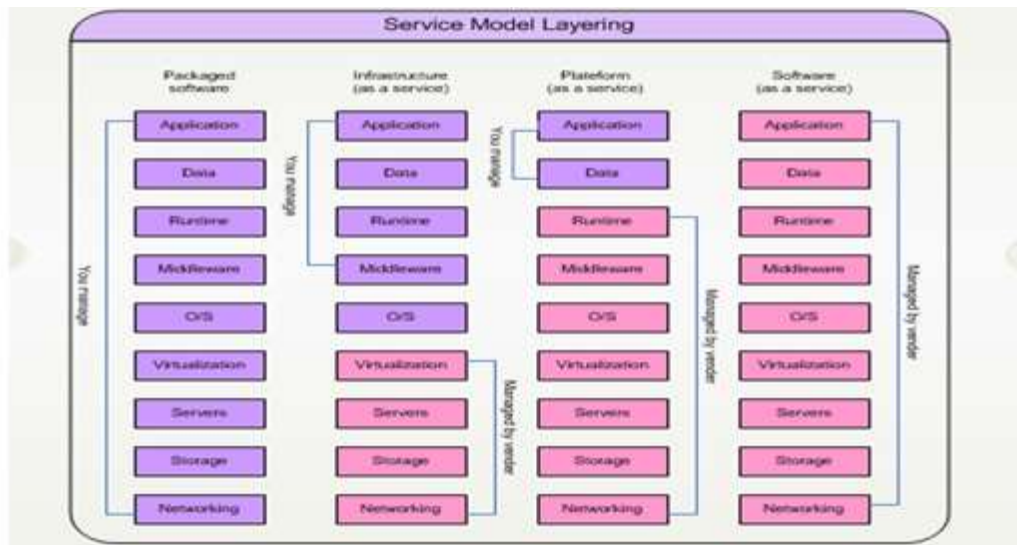 Service Model Layering
Packaged
software
Infrastructure
(as a service)
Plateform
(as a service)
Software
(as a service)
Application
Application
Application
Application
Data
Data
Data
Data
Runtime
Runtime
Runtime
Runtime
Middleware
Middleware
Middleware
Middleware
O/S
O/S
O/S
O/S
Virtualization
Virtualization
Virtualization
Virtualization
Servers
Servers
Servers
Servers
Storage
Storage
Storage
Storage
Networking
Networking
Networking
Networking
You manage
You manage
You manage
Managed by vender
Managed by vender
Managed by vender